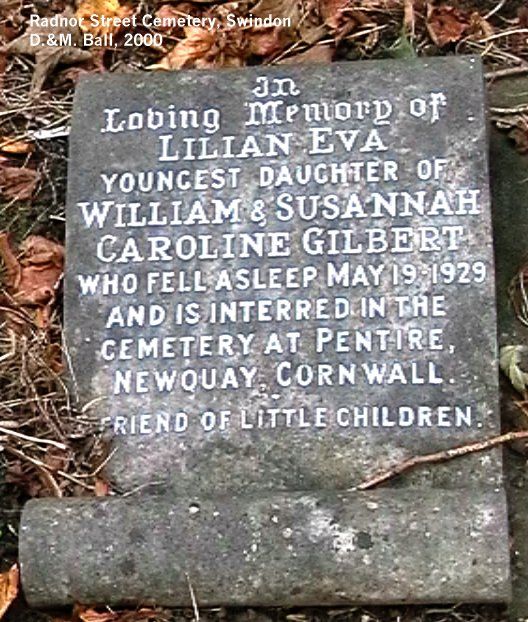 Radnor Street Cemetery, Swindon
D.&M. Ball, 2000
In
Loving Memory of
LILIAN EVA
YOUNGEST DAUGHTER OF
WILLIAM & SUSANNAH
CAROLINE GILBERT
WHO FELL ASLEEP MAY 19, 1929
AND IS INTERRED IN THE
CEMETERY AT PENTIRE,
NEWQUAY, CORNWALL.
FRIEND OF LITTLE CHILDREN.